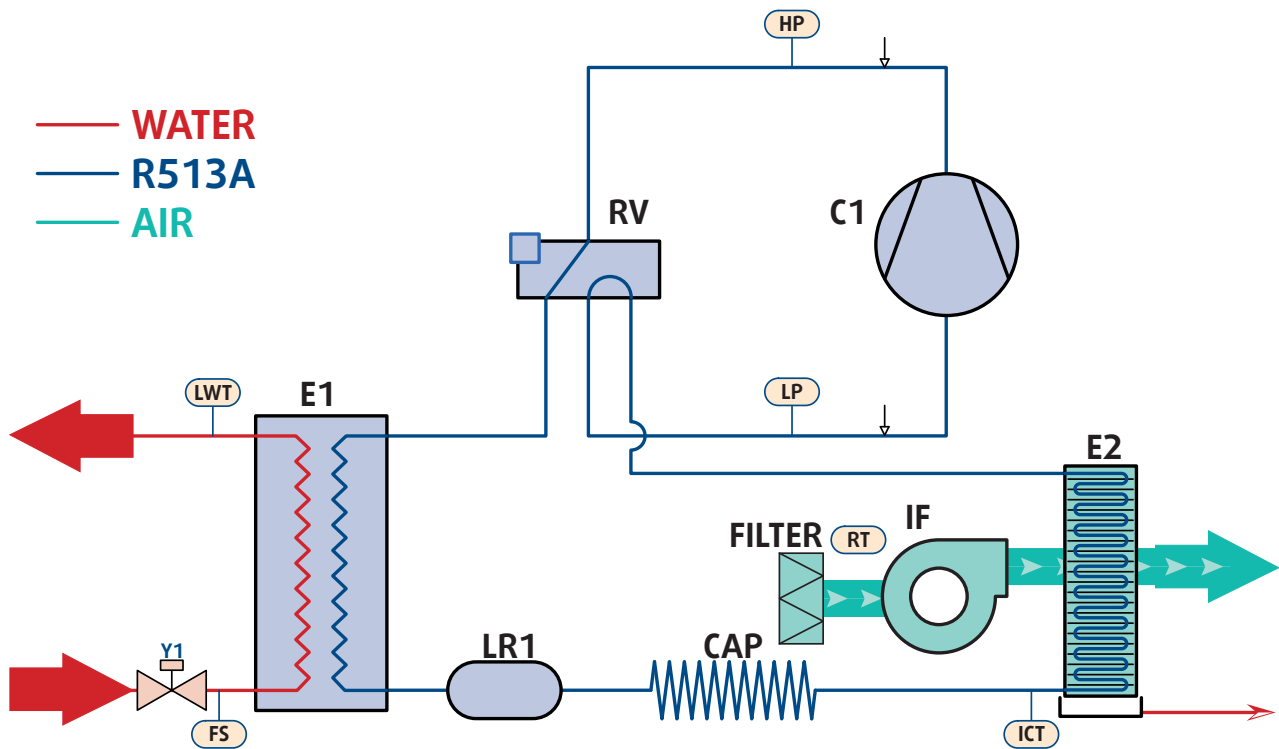 HP
WATER
R513A
AIR
RV
C1
LWT
E1
LP
E2
FILTER
RT
IF
Y1
LR1
CAP
FS
ICT